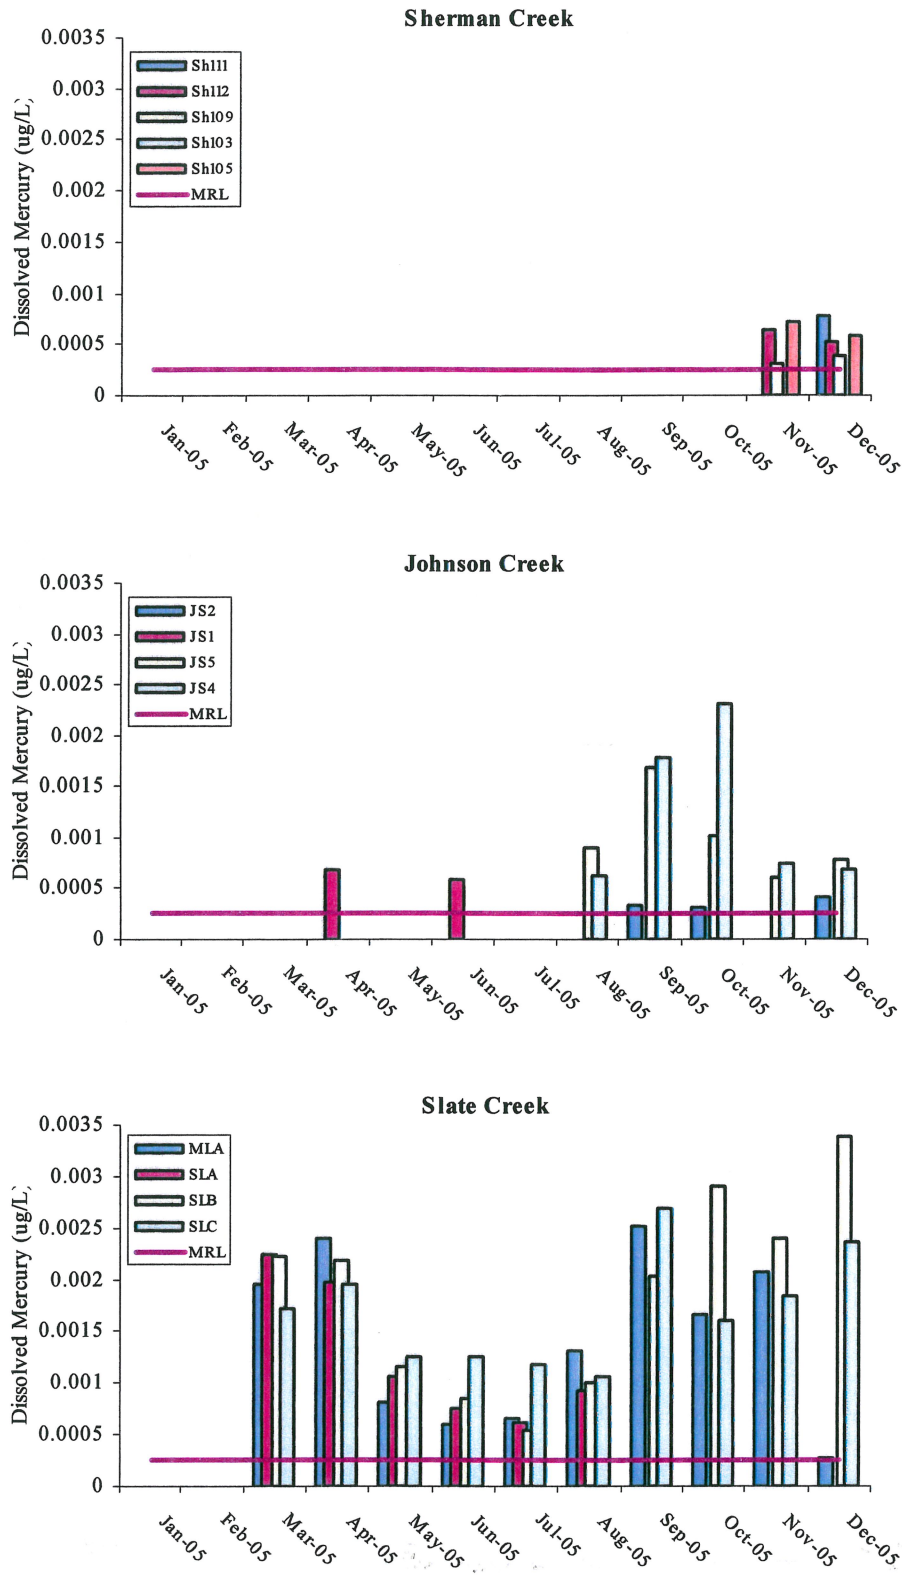 Sherman Creek
Dissolved Mercury (ug/L)
0.0035
0.003
0.0025
0.002
0.0015
0.001
0.0005
0
Sh111
Sh112
Sh109
Sh103
Sh105
MRL
Jan-05 Feb-05 Mar-05 Apr-05 May-05 Jun-05 Jul-05 Aug-05 Sep-05 Oct-05 Nov-05 Dec-05
Johnson Creek
Dissolved Mercury (ug/L)
0.0035
0.003
0.0025
0.002
0.0015
0.001
0.0005
0
JS2
JS1
JS5
JS4
MRL
Jan-05 Feb-05 Mar-05 Apr-05 May-05 Jun-05 Jul-05 Aug-05 Sep-05 Oct-05 Nov-05 Dec-05
Slate Creek
Dissolved Mercury (ug/L)
0.0035
0.003
0.0025
0.002
0.0015
0.001
0.0005
0
MLA
SLA
SLB
SLC
MRL
Jan-05 Feb-05 Mar-05 Apr-05 May-05 Jun-05 Jul-05 Aug-05 Sep-05 Oct-05 Nov-05 Dec-05